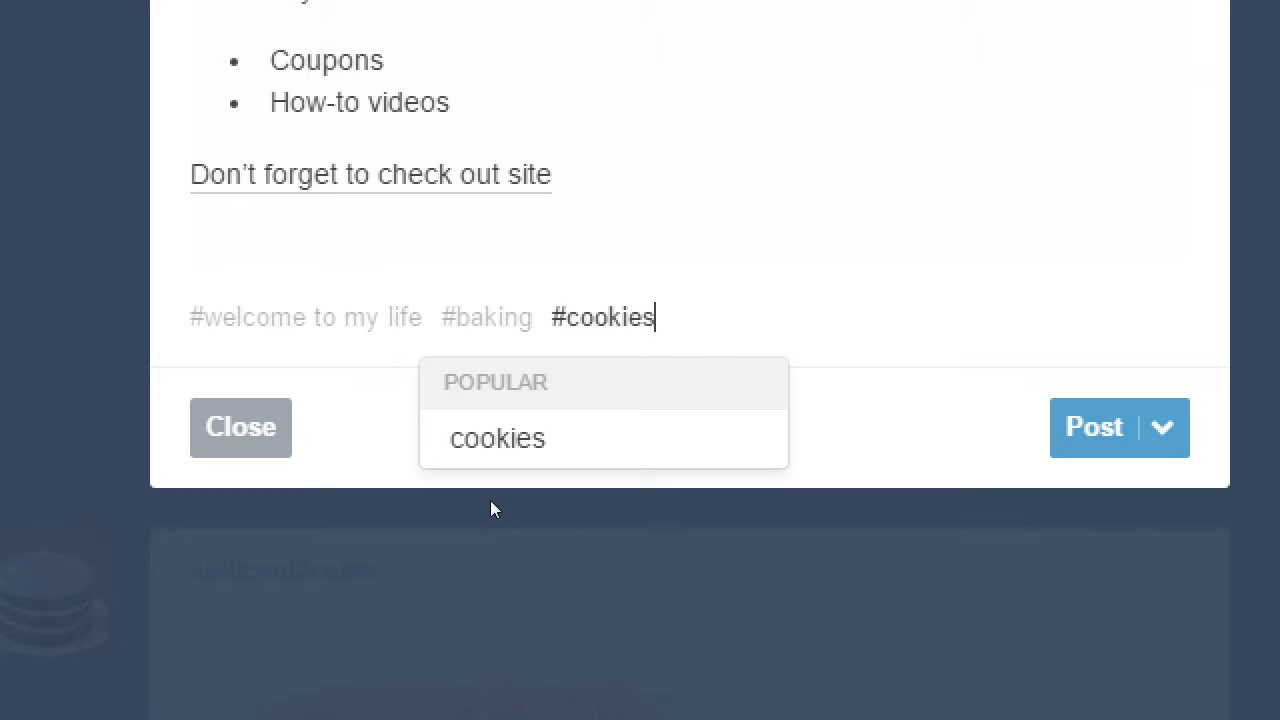 Coupons
How-to videos
Don't forget to check out site
#welcome to my life #baking #cookies
POPULAR
cookies
Close
Post